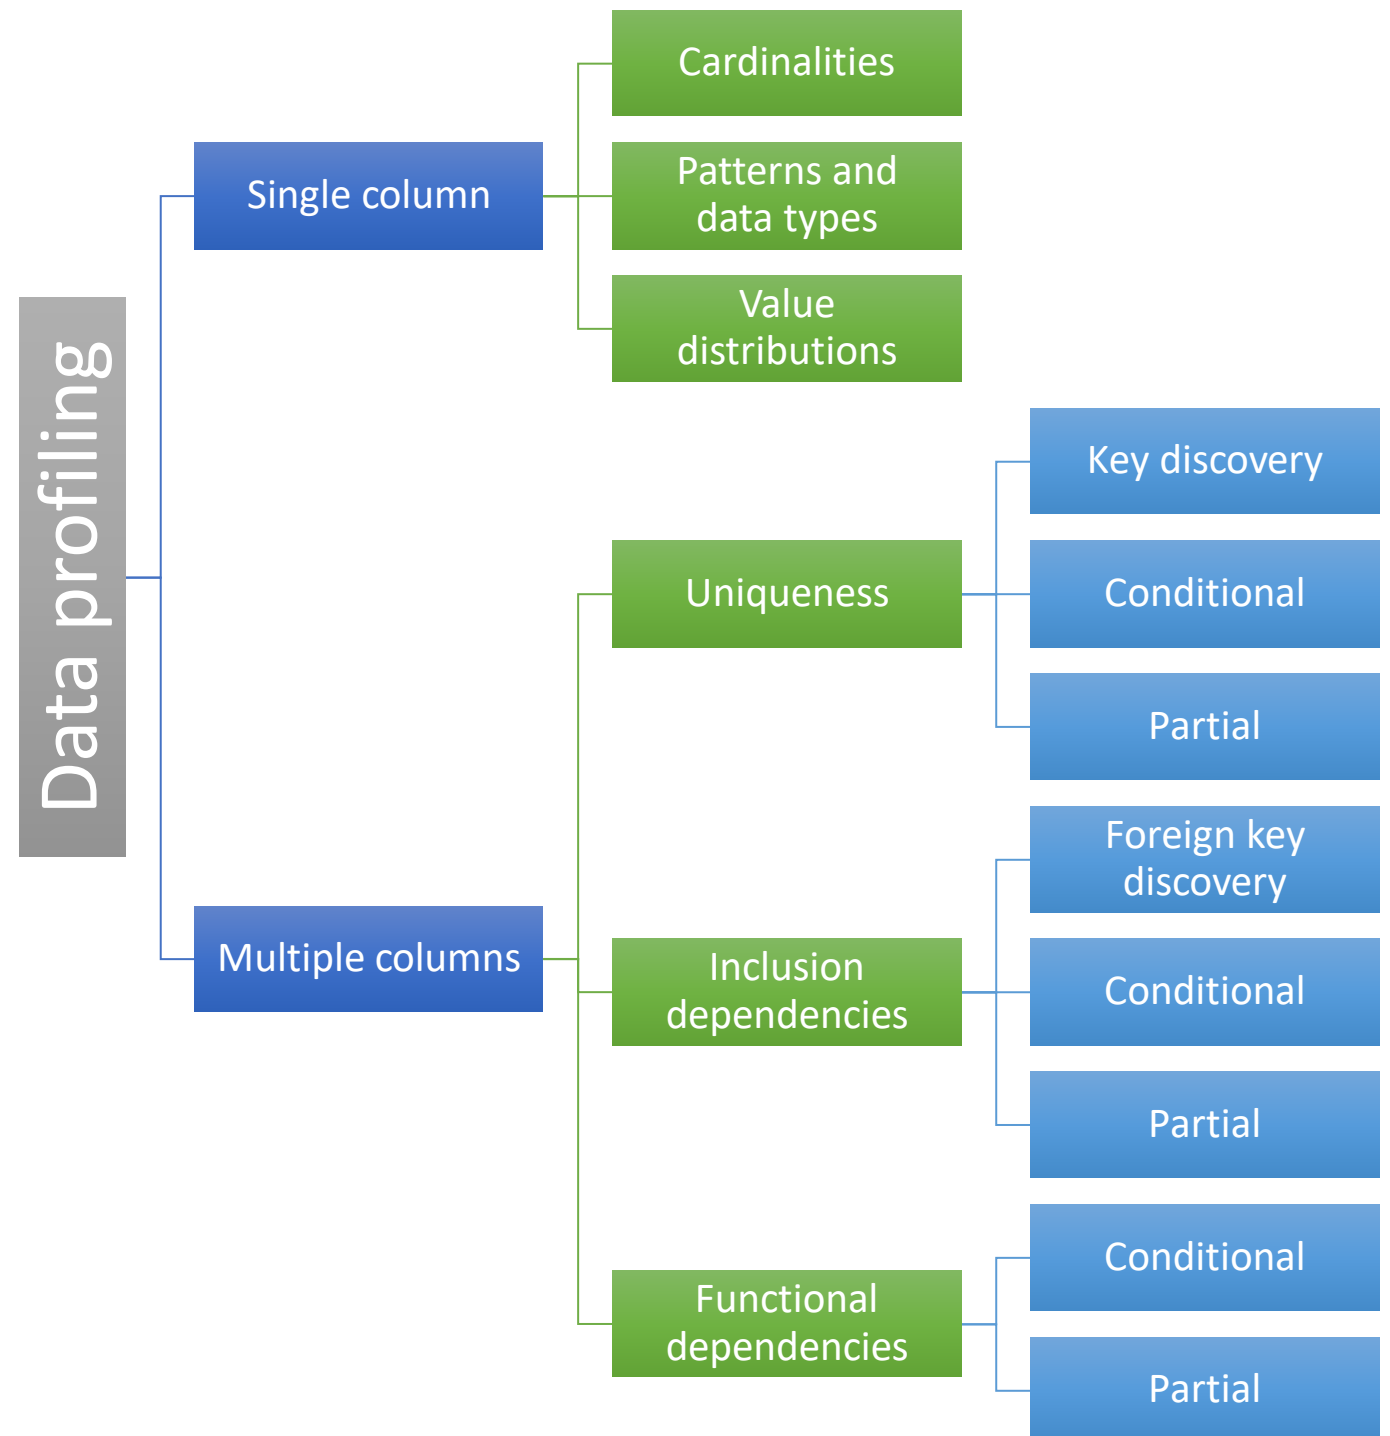 Data profiling
Single column
Cardinalities
Patterns and
data types
Value
distributions
Multiple columns
Uniqueness
Key discovery
Conditional
Partial
Inclusion
dependencies
Foreign key
discovery
Conditional
Partial
Functional
dependencies
Conditional
Partial